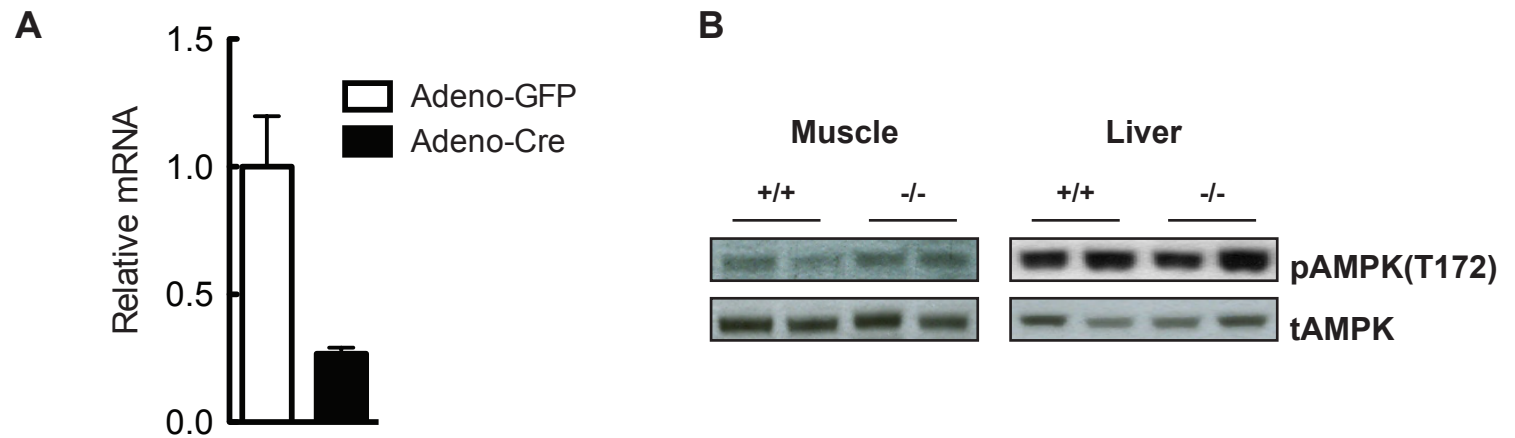 A
1.5
1.0
0.5
0.0
Relative mRNA
Adeno-GFP
Adeno-Cre
B
Muscle
Liver
+/+
-/-
+/+
-/-
pAMPK(T172)
tAMPK